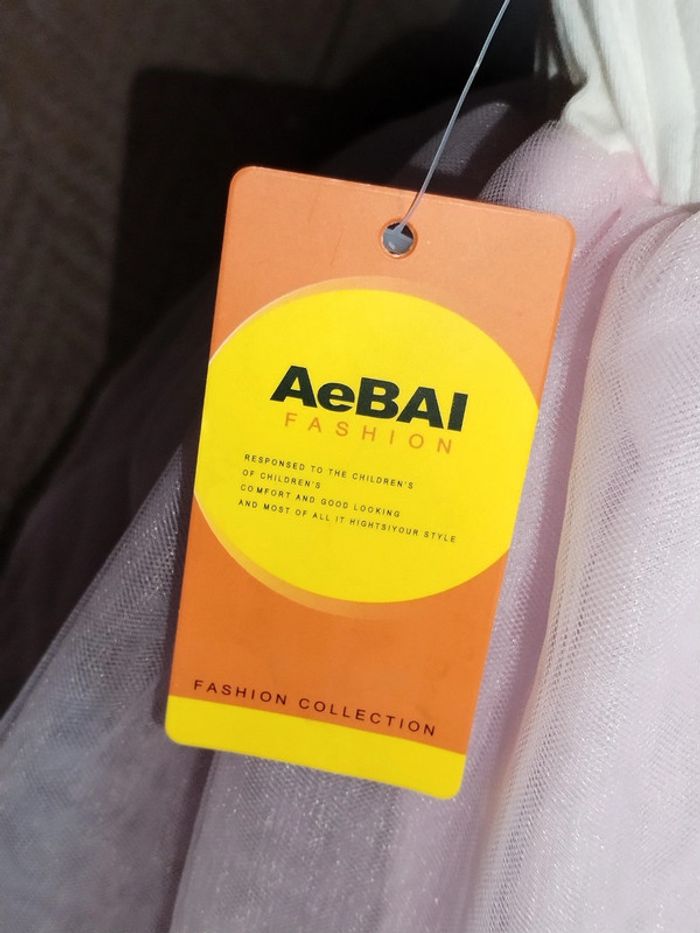 AeBAI
FASHION
RESPONSED TO THE CHILDREN'S
OF CHILDREN'S
COMFORT AND GOOD LOOKING
AND MOST OF ALL IT HIGHTSIYOUR STYLE
FASHION COLLECTION